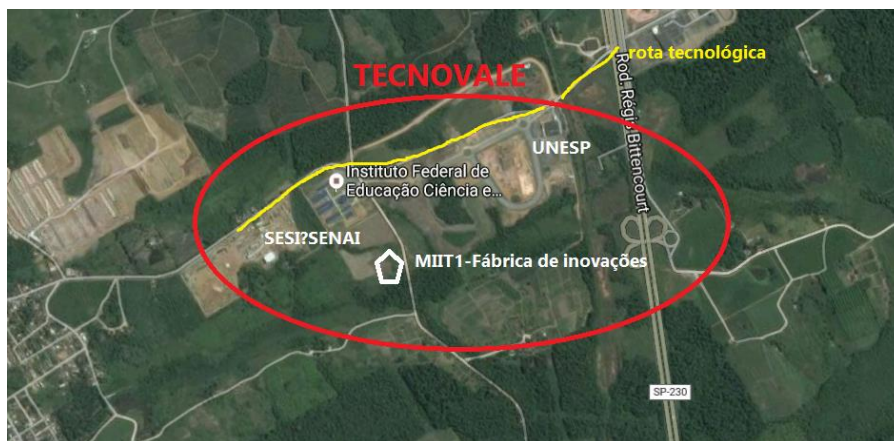 rota tecnológica
TECNOVALE
Rod. Régis Bittencourt
UNESP
Instituto Federal de
Educação Ciência e...
SESI?SENAI
MIIT1-Fábrica de inovações
SP-230